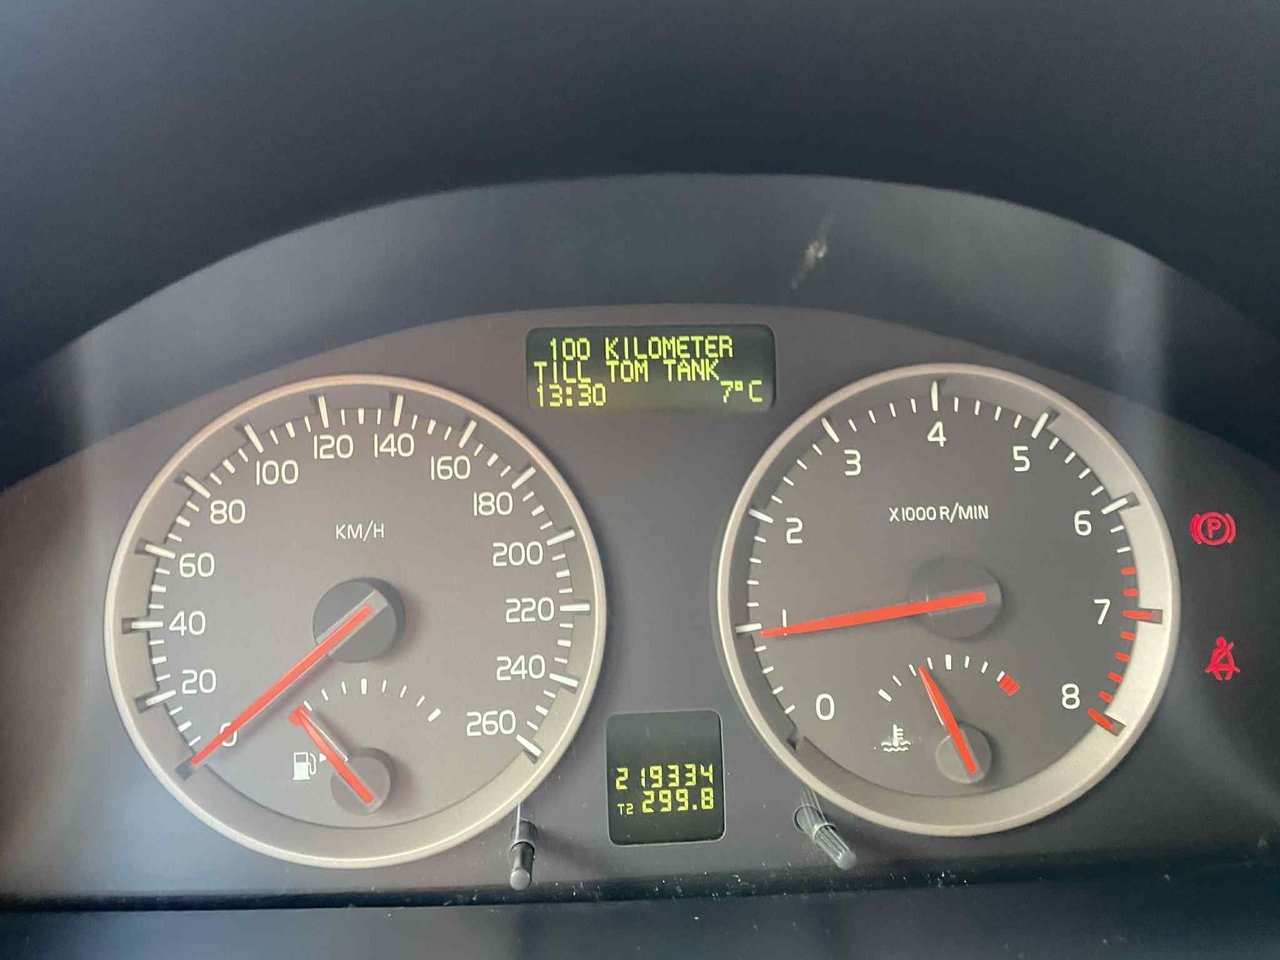 100 KILOMETER
TILL TOM TANK
13:30 7°C
0 20 40 60 80 100 120 140 160 180 200 220 240 260
KM/H
0 1 2 3 4 5 6 7 8
X1000 R/MIN
P
219334
T2 299.8